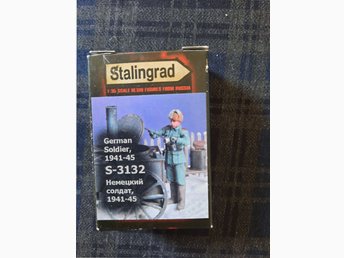 Stalingrad
1:35 SCALE RESIN FIGURES FROM RUSSIA
German
Soldier,
1941-45
S-3132
Немецкий
солдат,
1941-45